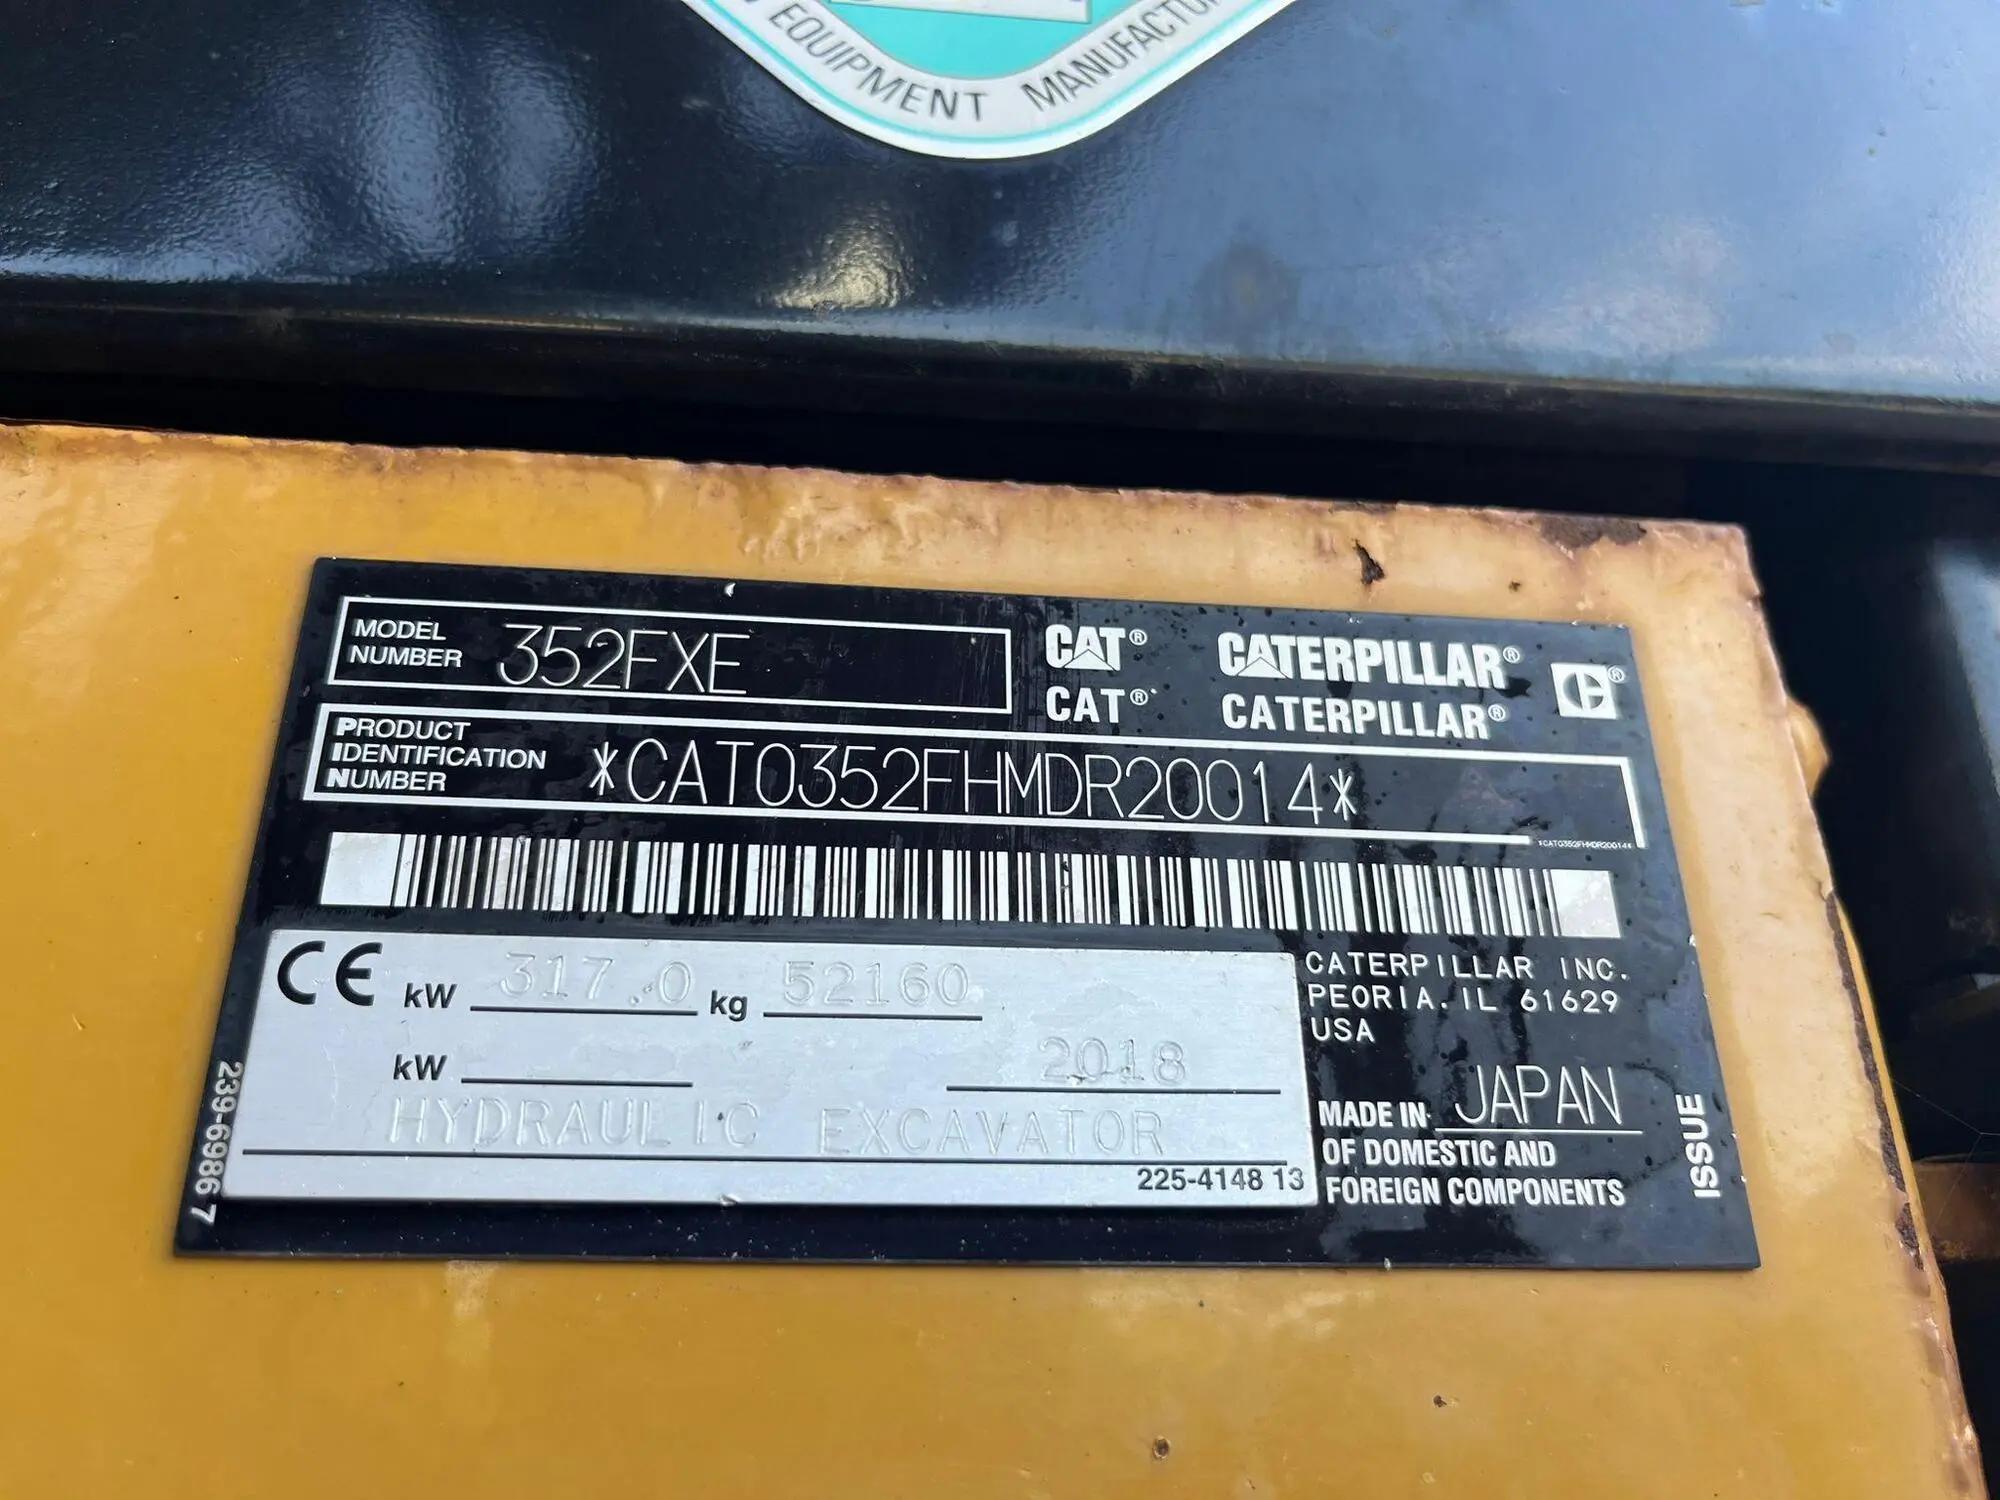 EQUIPMENT MANUFACTU
MODEL NUMBER 352FXE
CAT® CATERPILLAR®
CAT® CATERPILLAR®
PRODUCT IDENTIFICATION NUMBER *CAT0352FHMDR20014*
*CAT0352FHMDR20014*
CE kW 317.0 kg 52160
kW 2018
HYDRAULIC EXCAVATOR
225-4148 13
CATERPILLAR INC.
PEORIA, IL 61629
USA
MADE IN JAPAN
OF DOMESTIC AND
FOREIGN COMPONENTS
239-6986 7
ISSUE